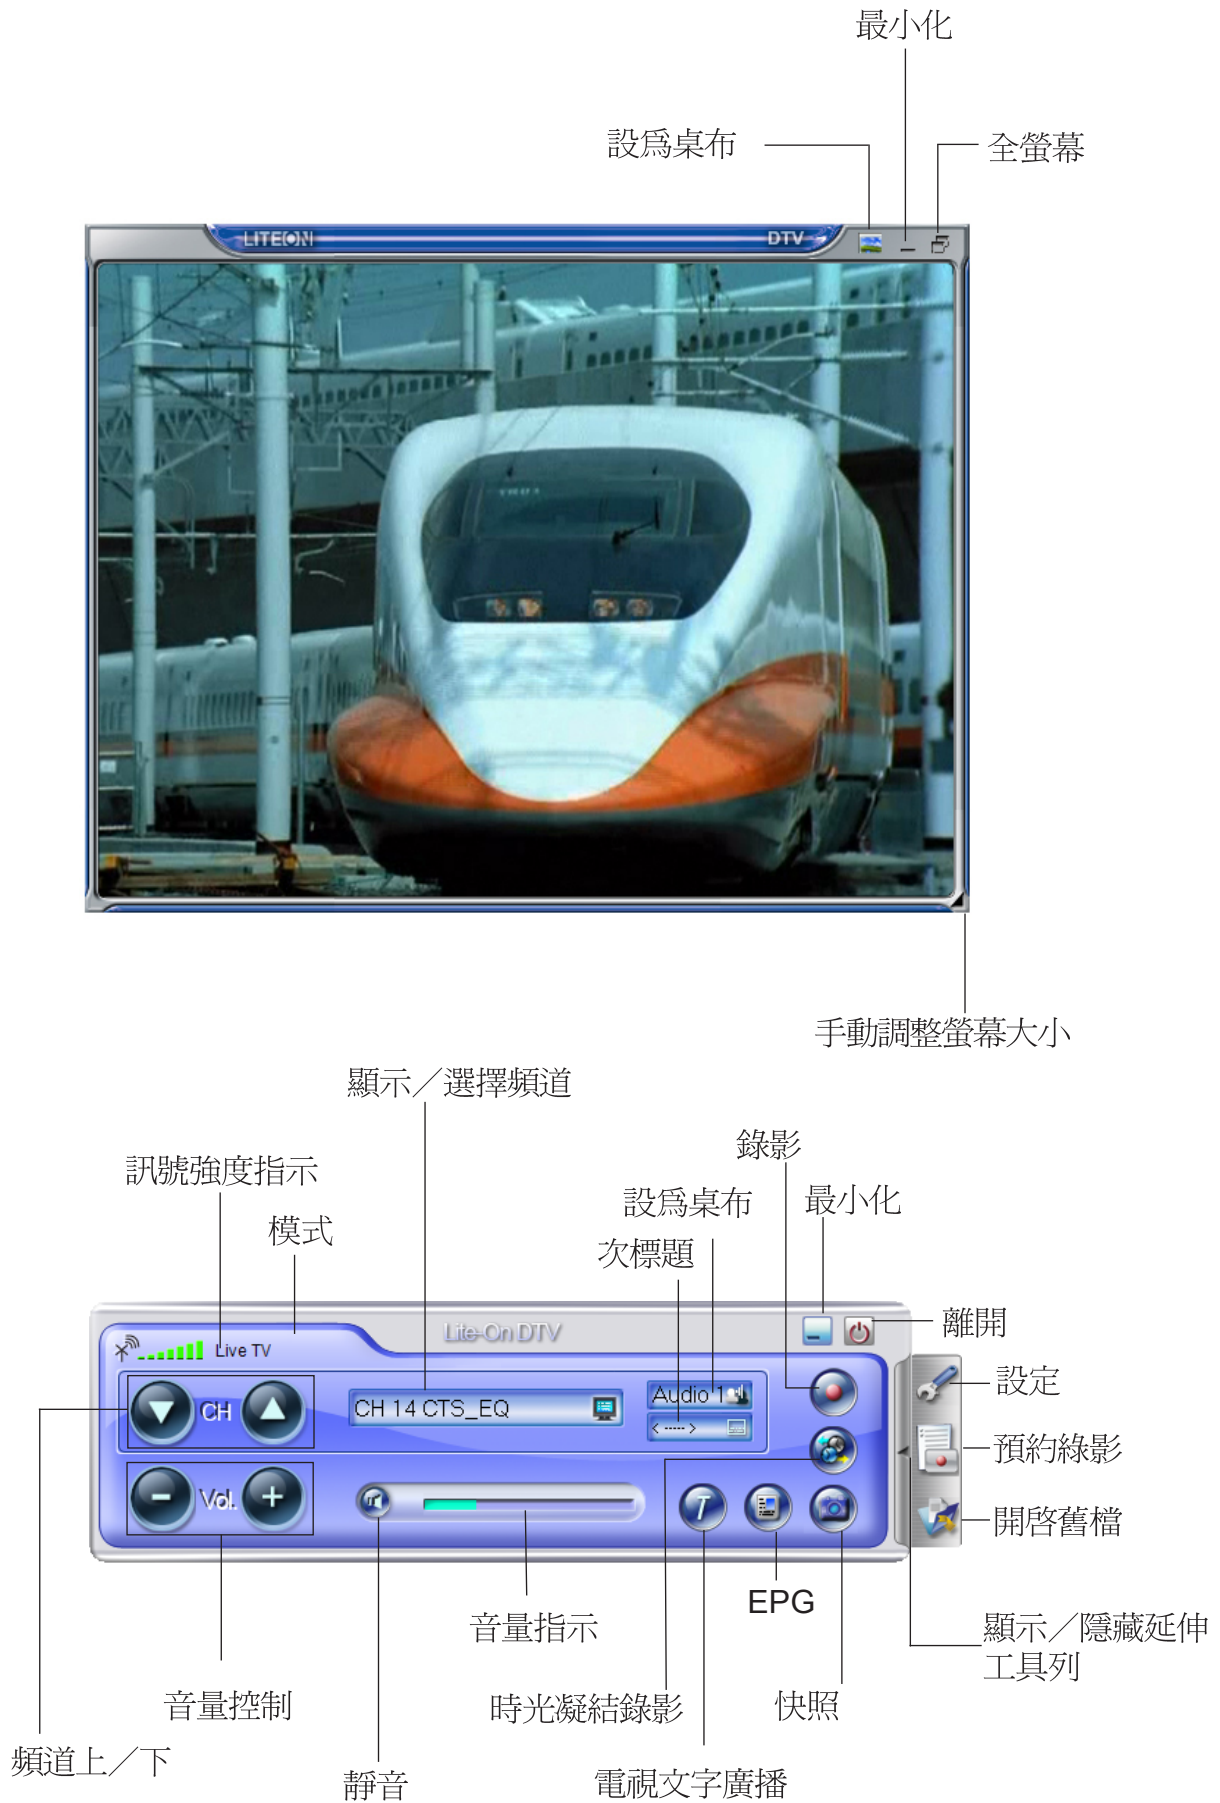 最小化
設爲桌布
全螢幕
LITEON
DTV
手動調整螢幕大小
顯示／選擇頻道
錄影
訊號強度指示
設爲桌布
最小化
模式
次標題
離開
Lite-On DTV
Live TV
設定
Audio 1
CH
CH 14 CTS_EQ
< ----- >
預約綠影
Vol.
T
開啓舊檔
EPG
音量指示
顯示／隱藏延伸
工具列
音量控制
時光凝結錄影
快照
頻道上／下
靜音
電視文字廣播